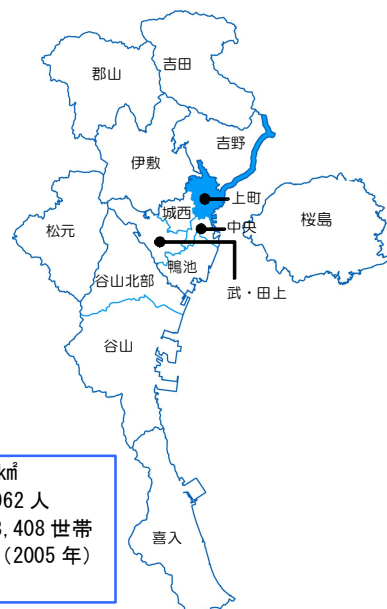 郡山
吉田
吉野
伊敷
上町
城西
桜島
松元
中央
鴨池
谷山北部
武・田上
谷山
k㎡
062 人
3,408 世帯
(2005 年)
喜入